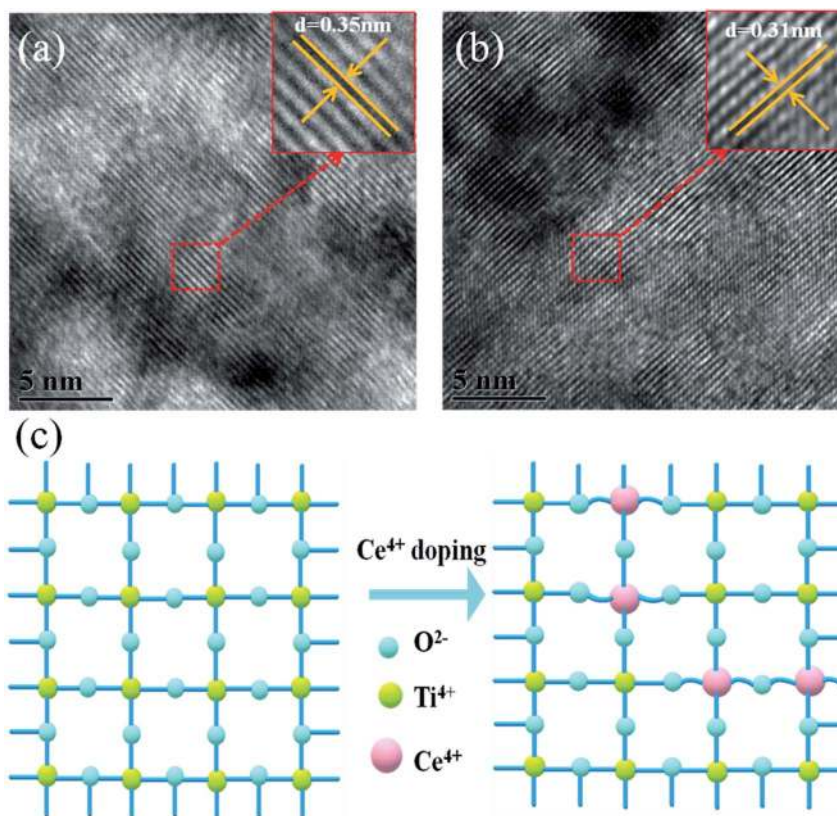 (a)
d=0.35nm
5 nm
(b)
d=0.31nm
5 nm
(c)
Ce⁴⁺ doping
O²⁻
Ti⁴⁺
Ce⁴⁺